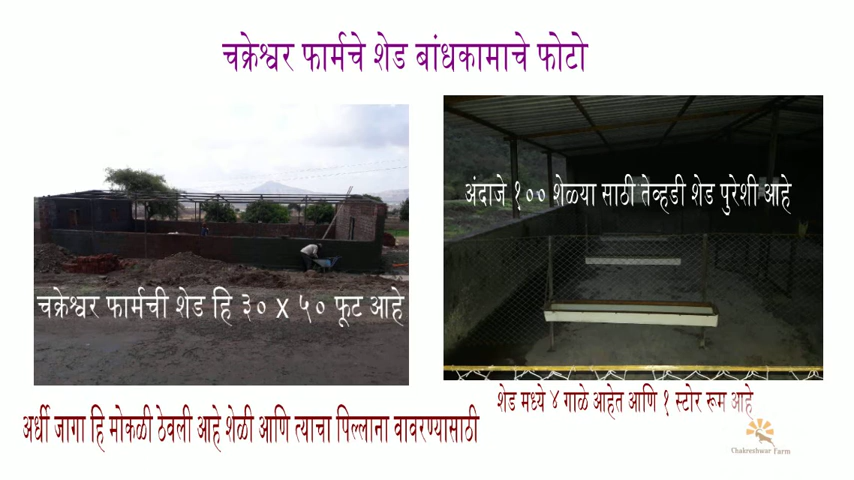 चक्रेश्वर फार्मचे शेड बांधकामाचे फोटो
अंदाजे १०० शेळ्या साठी तेव्हडी शेड पुरेशी आहे
चक्रेश्वर फार्मची शेड हि ३० X ५० फूट आहे
शेड मध्ये ४ गाळे आहेत आणि १ स्टोर रूम आहे
अर्धी जागा हि मोकळी ठेवली आहे शेळी आणि त्याचा पिल्लाना वावरण्यासाठी
Chakreshwar Farm